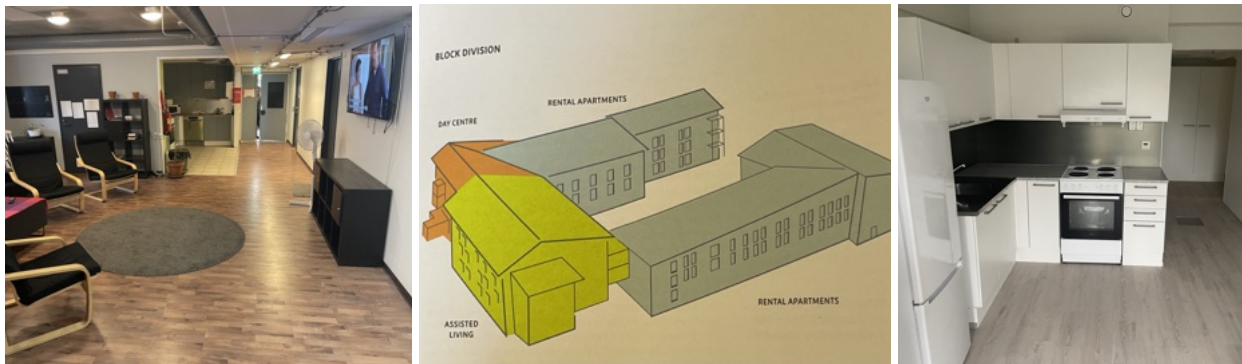 BLOCK DIVISION
RENTAL APARTMENTS
DAY CENTRE
ASSISTED
LIVING
RENTAL APARTMENTS